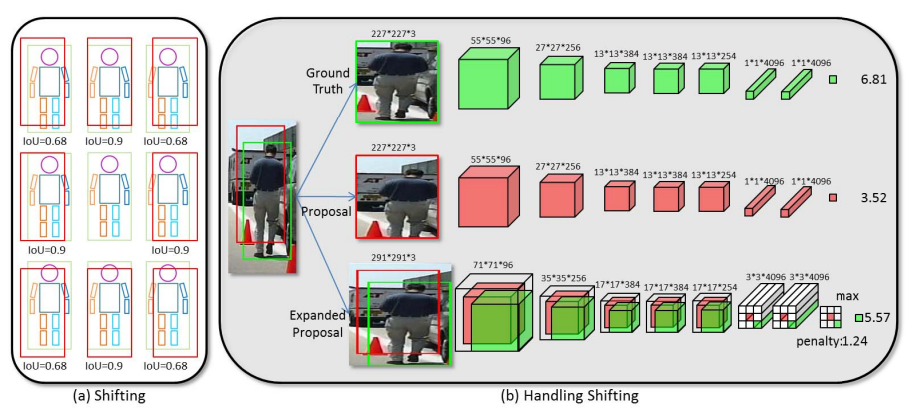 IoU=0.68 IoU=0.9 IoU=0.68
IoU=0.9 IoU=0.9
IoU=0.68 IoU=0.9 IoU=0.68
(a) Shifting
227*227*3 55*55*96 27*27*256 13*13*384 13*13*384 13*13*254 1*1*4096 1*1*4096
Ground
Truth
6.81
227*227*3 55*55*96 27*27*256 13*13*384 13*13*384 13*13*254 1*1*4096 1*1*4096
Proposal
3.52
291*291*3 71*71*96 35*35*256 17*17*384 17*17*384 17*17*254 3*3*4096 3*3*4096
Expanded
Proposal
max
5.57
penalty:1.24
(b) Handling Shifting